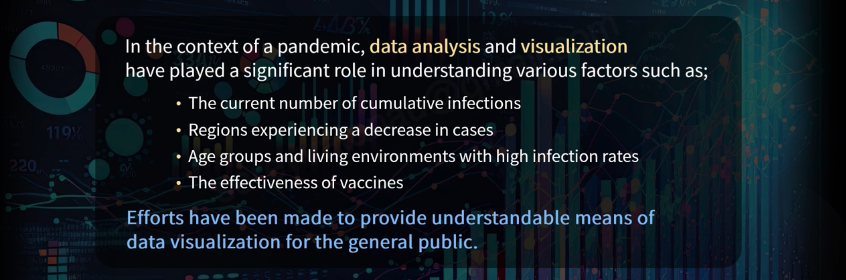 In the context of a pandemic, data analysis and visualization
have played a significant role in understanding various factors such as;
• The current number of cumulative infections
• Regions experiencing a decrease in cases
• Age groups and living environments with high infection rates
• The effectiveness of vaccines
Efforts have been made to provide understandable means of
data visualization for the general public.
119%
220